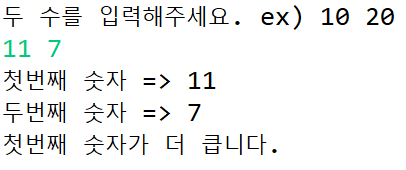 두 수를 입력해주세요. ex) 10 20
11 7
첫번째 숫자 => 11
두번째 숫자 => 7
첫번째 숫자가 더 큽니다.